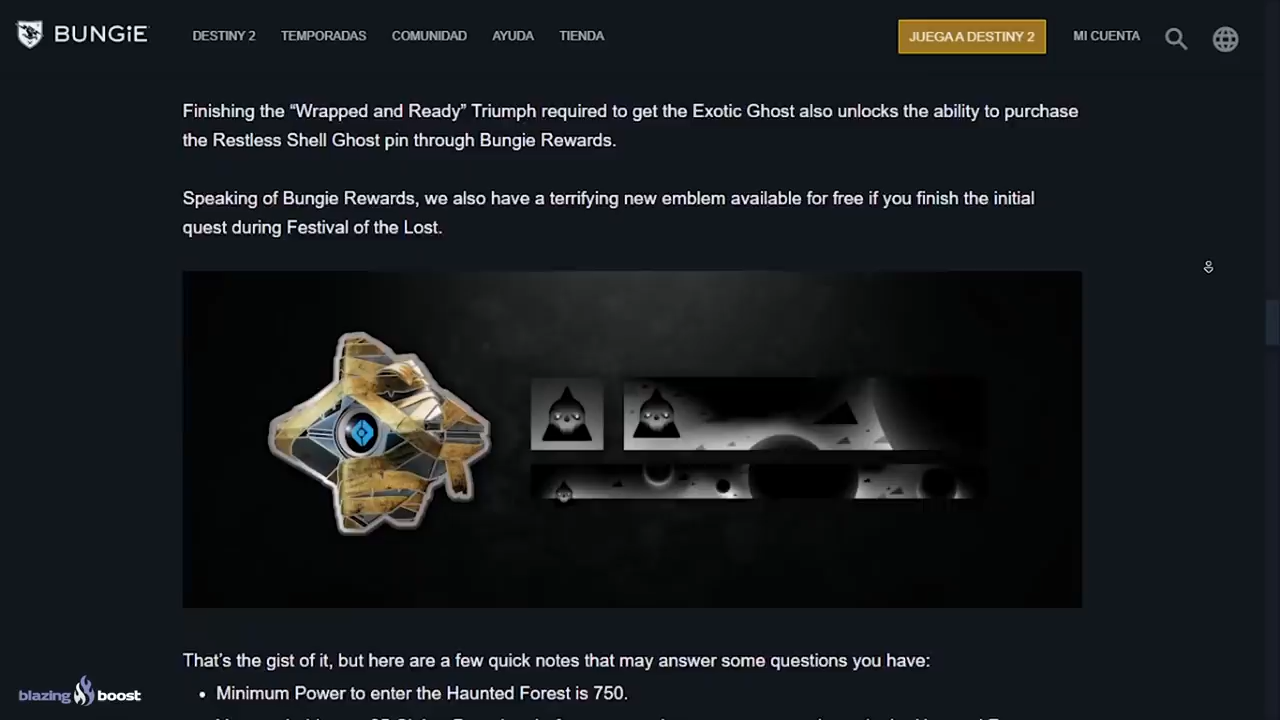 BUNGiE
DESTINY 2 TEMPORADAS COMUNIDAD AYUDA TIENDA
JUEGA A DESTINY 2 MI CUENTA
Finishing the “Wrapped and Ready” Triumph required to get the Exotic Ghost also unlocks the ability to purchase
the Restless Shell Ghost pin through Bungie Rewards.
Speaking of Bungie Rewards, we also have a terrifying new emblem available for free if you finish the initial
quest during Festival of the Lost.
That’s the gist of it, but here are a few quick notes that may answer some questions you have:
• Minimum Power to enter the Haunted Forest is 750.
blazing boost